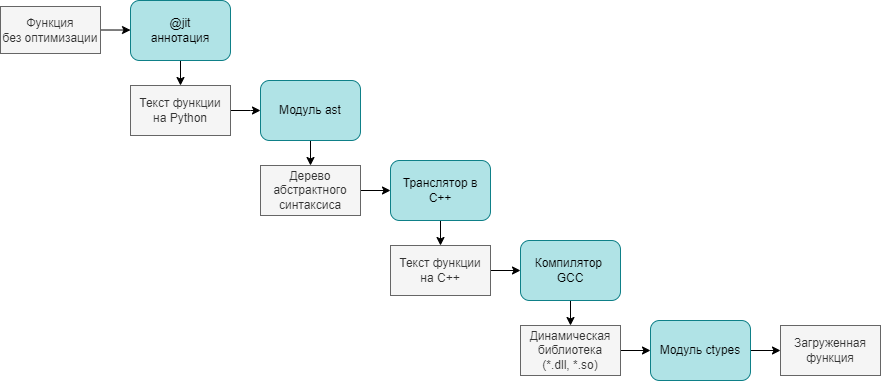 Функция
без оптимизации
@jit
аннотация
Текст функции
на Python
Модуль ast
Дерево
абстрактного
синтаксиса
Транслятор в
C++
Текст функции
на C++
Компилятор
GCC
Динамическая
библиотека
(*.dll, *.so)
Модуль ctypes
Загруженная
функция